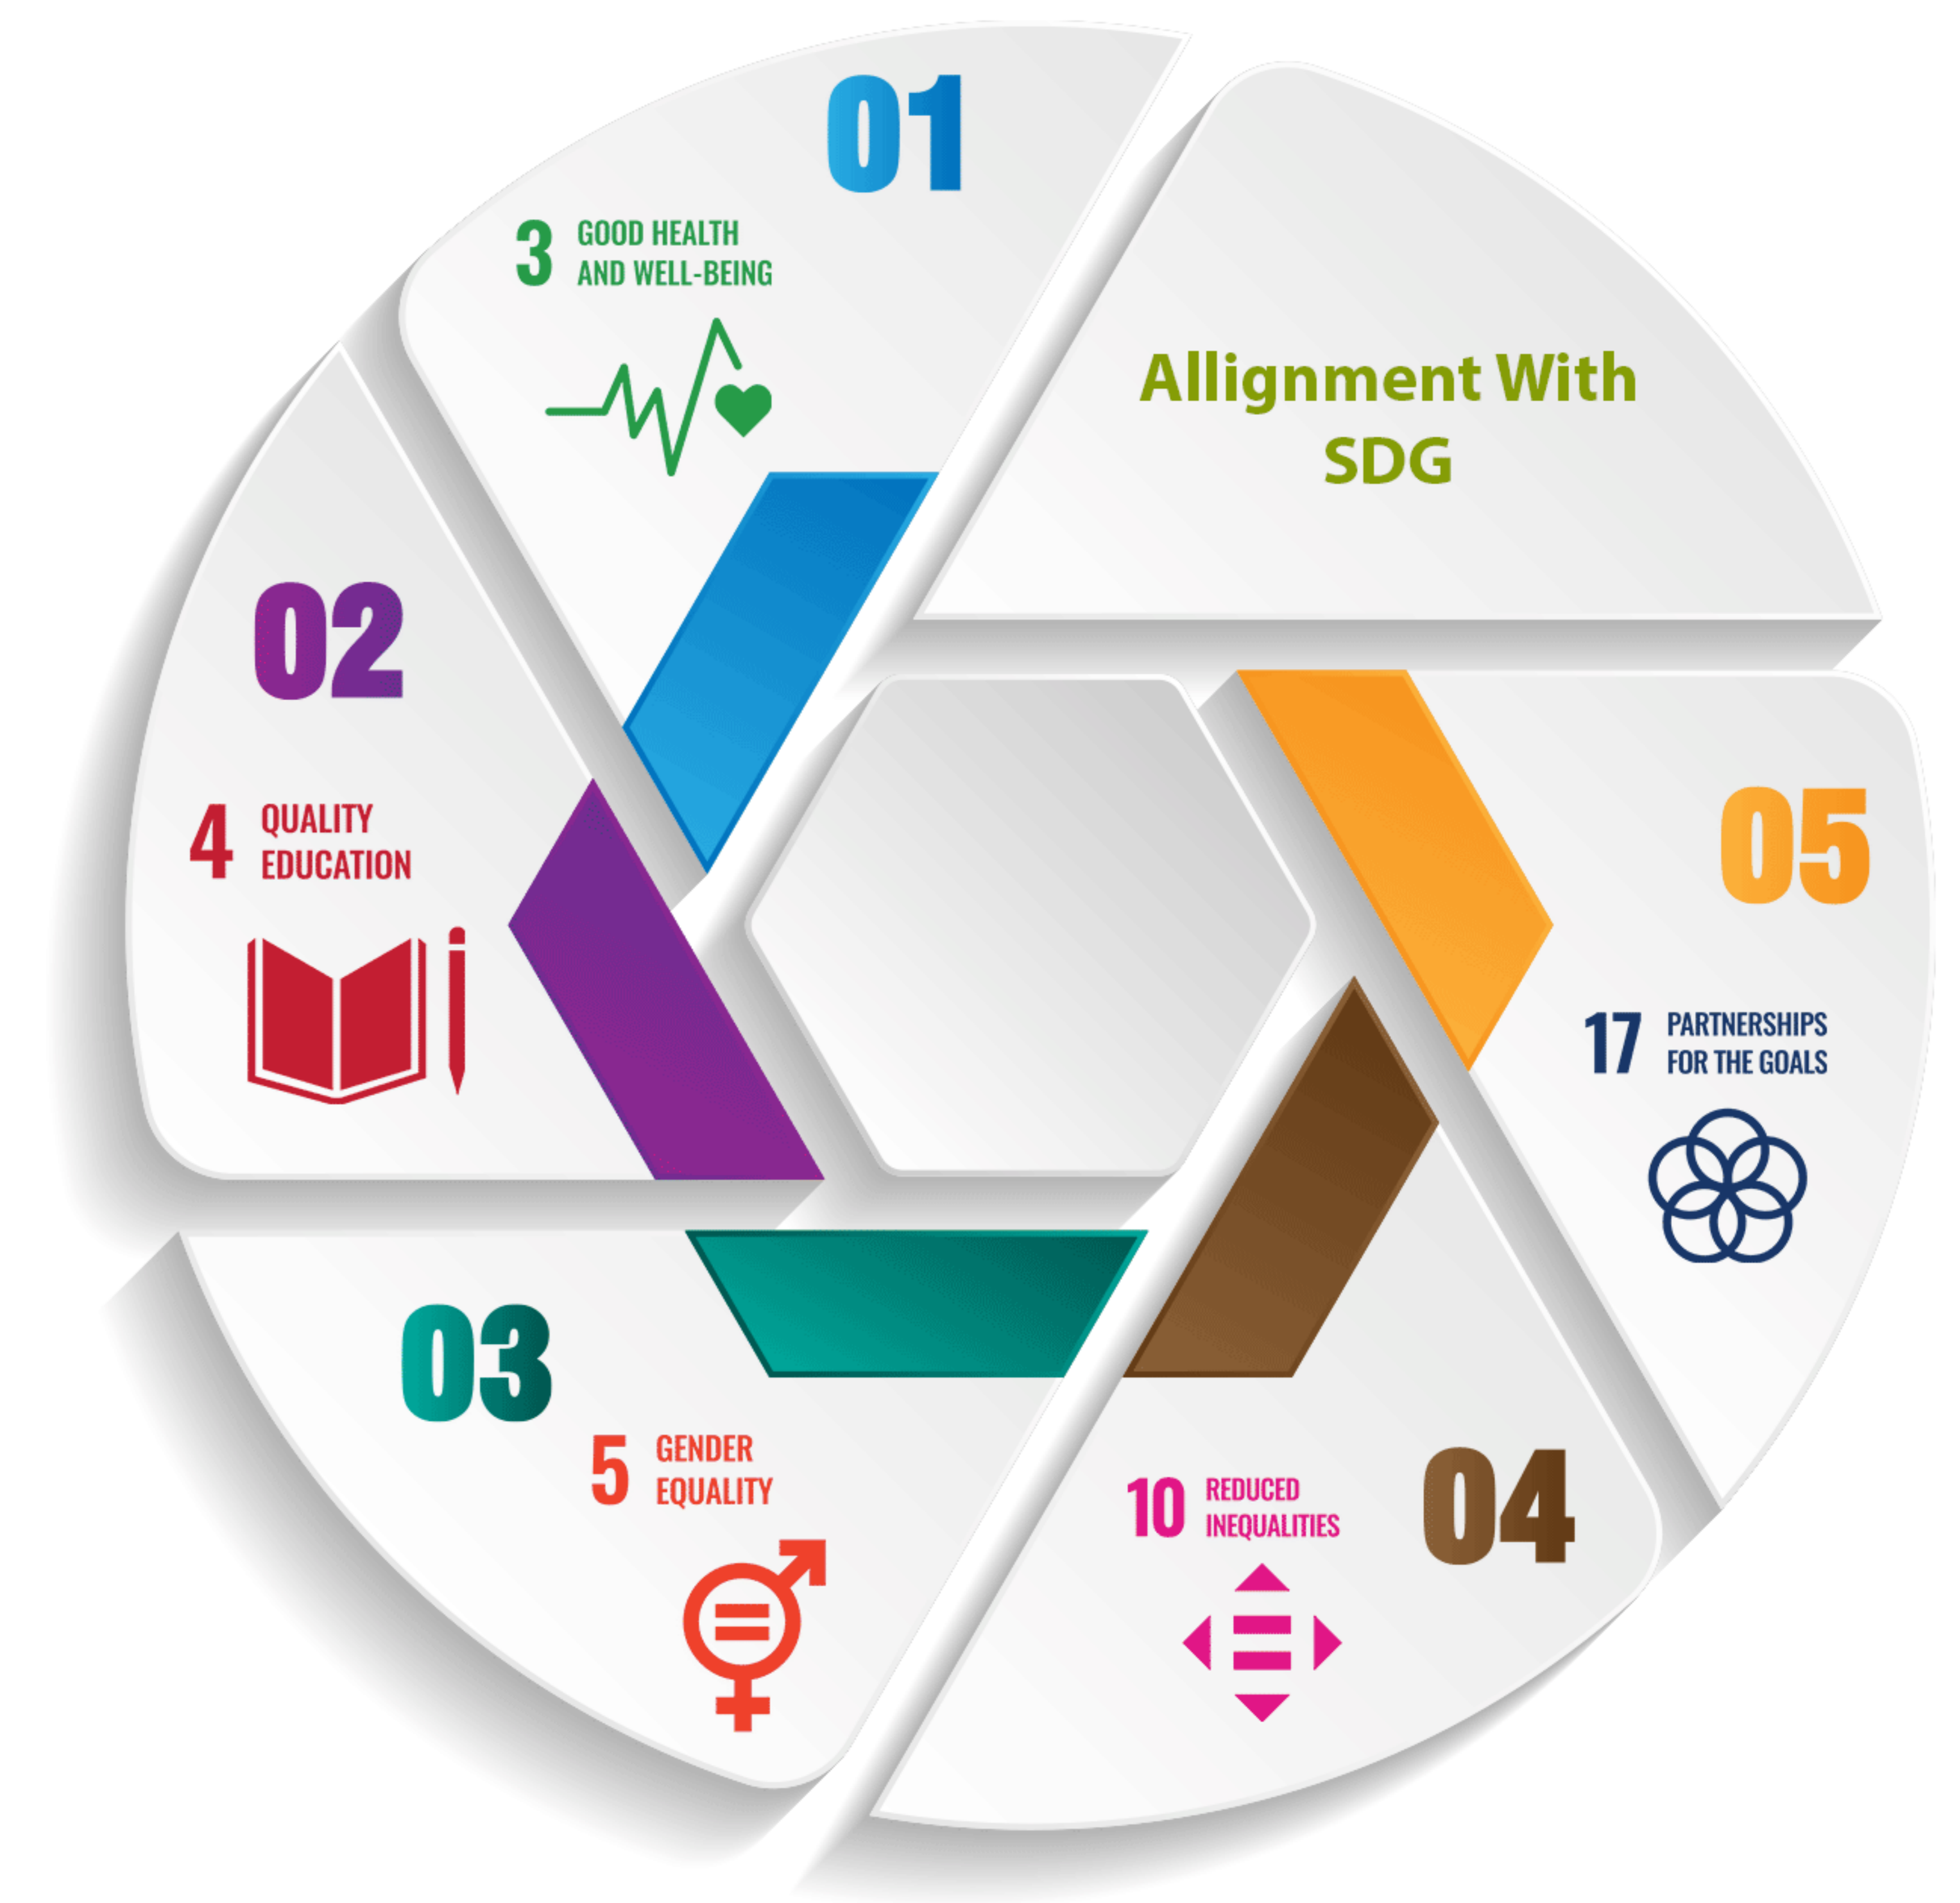 01
3 GOOD HEALTH
AND WELL-BEING
Allignment With
SDG
02
4 QUALITY
EDUCATION
03
5 GENDER
EQUALITY
04
10 REDUCED
INEQUALITIES
05
17 PARTNERSHIPS
FOR THE GOALS